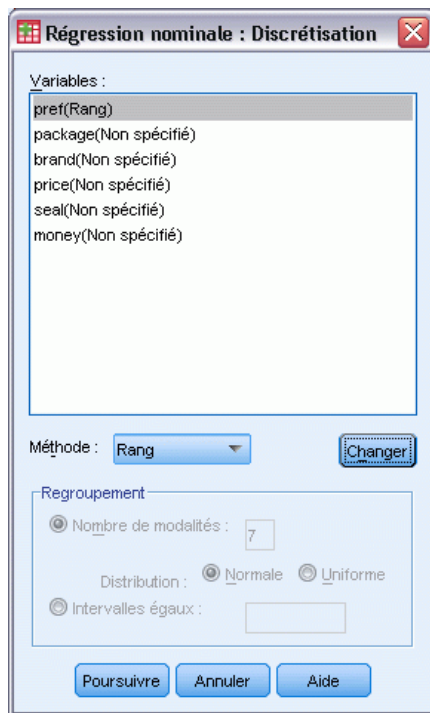 Régression nominale : Discrétisation
Variables :
pref(Rang)
package(Non spécifié)
brand(Non spécifié)
price(Non spécifié)
seal(Non spécifié)
money(Non spécifié)
Méthode : Rang Changer
Regroupement
Nombre de modalités : 7
Distribution : Normale Uniforme
Intervalles égaux :
Poursuivre Annuler Aide